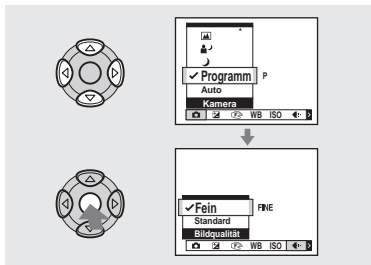 Programm P
Auto
Kamera
WB ISO
Fein FINE
Standard
Bildqualität
WB ISO